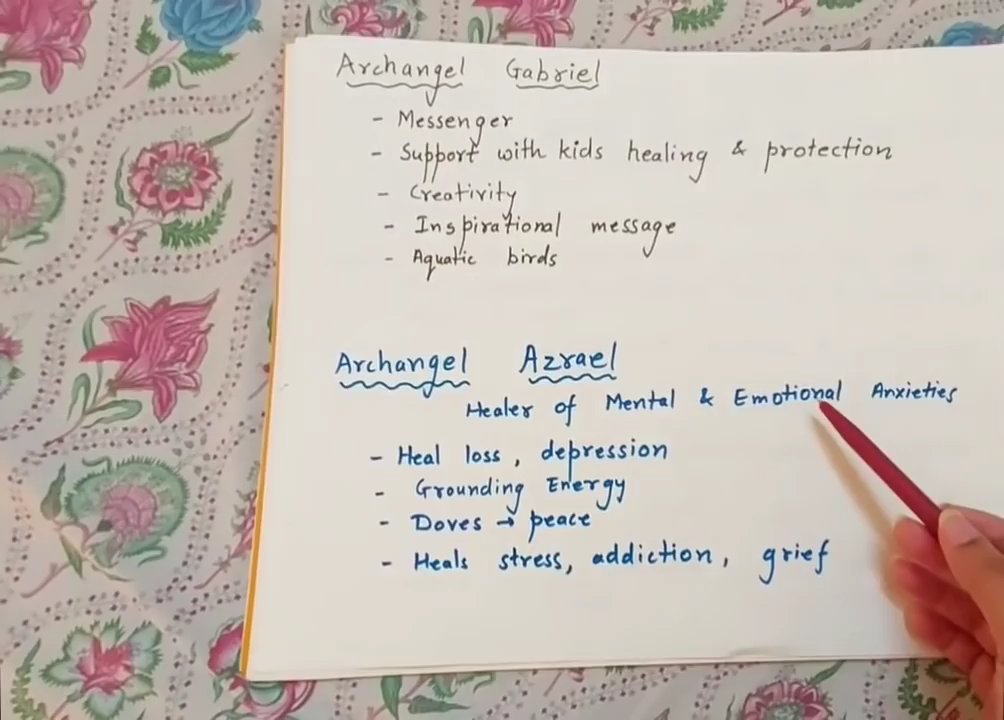 Archangel Gabriel
- Messenger
- Support with kids healing & protection
- Creativity
- Inspirational message
- Aquatic birds
Archangel Azrael
Healer of Mental & Emotional Anxieties
- Heal loss, depression
- Grounding Energy
- Doves → peace
- Heals stress, addiction, grief